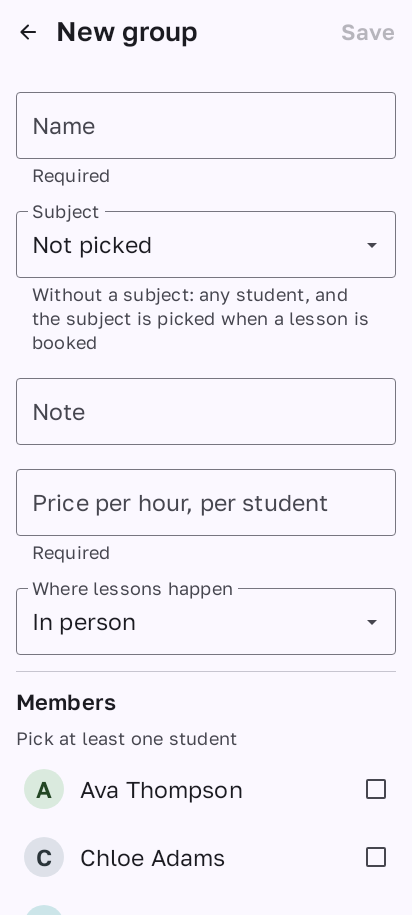 New group
Save
Name
Required
Subject
Not picked
Without a subject: any student, and
the subject is picked when a lesson is
booked
Note
Price per hour, per student
Required
Where lessons happen
In person
Members
Pick at least one student
A
Ava Thompson
C
Chloe Adams